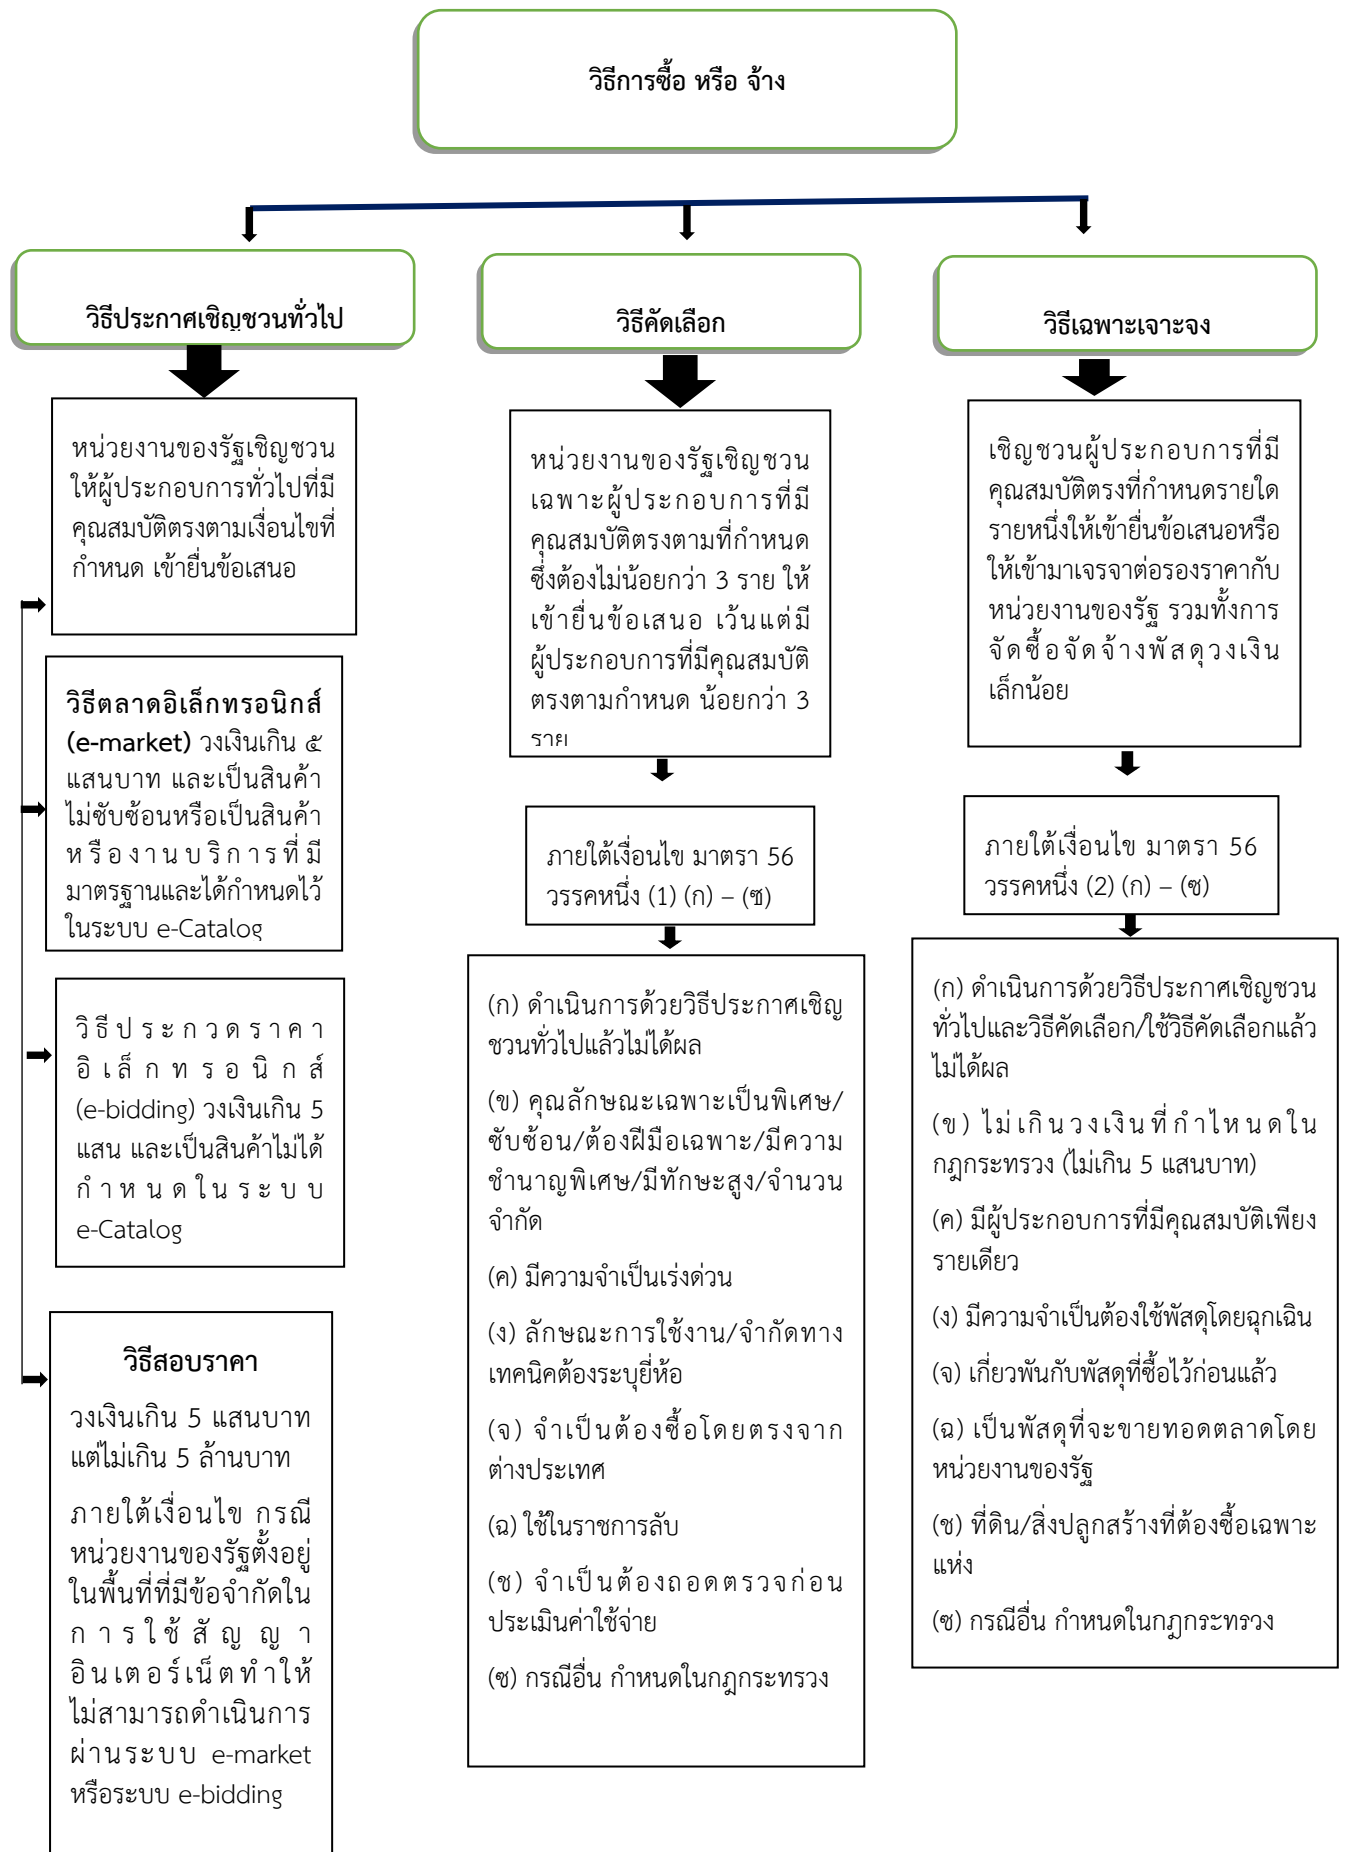 วิธีการซื้อ หรือ จ้าง
วิธีประกาศเชิญชวนทั่วไป
หน่วยงานของรัฐเชิญชวน
ให้ผู้ประกอบการทั่วไปที่มี
คุณสมบัติตรงตามเงื่อนไขที่
กำหนด เข้ายื่นข้อเสนอ
วิธีตลาดอิเล็กทรอนิกส์
(e-market) วงเงินเกิน ๕
แสนบาท และเป็นสินค้า
ไม่ซับซ้อนหรือเป็นสินค้า
หรืองานบริการที่มี
มาตรฐานและได้กำหนดไว้
ในระบบ e-Catalog
วิธีประกวดราคา
อิเล็กทรอนิกส์
(e-bidding) วงเงินเกิน 5
แสน และเป็นสินค้าไม่ได้
กำหนดในระบบ
e-Catalog
วิธีสอบราคา
วงเงินเกิน 5 แสนบาท
แต่ไม่เกิน 5 ล้านบาท
ภายใต้เงื่อนไข กรณี
หน่วยงานของรัฐตั้งอยู่
ในพื้นที่ที่มีข้อจำกัดใน
การใช้สัญญา
อินเตอร์เน็ตทำให้
ไม่สามารถดำเนินการ
ผ่านระบบ e-market
หรือระบบ e-bidding
วิธีคัดเลือก
หน่วยงานของรัฐเชิญชวน
เฉพาะผู้ประกอบการที่มี
คุณสมบัติตรงตามที่กำหนด
ซึ่งต้องไม่น้อยกว่า 3 ราย ให้
เข้ายื่นข้อเสนอ เว้นแต่มี
ผู้ประกอบการที่มีคุณสมบัติ
ตรงตามกำหนด น้อยกว่า 3
ราย
ภายใต้เงื่อนไข มาตรา 56
วรรคหนึ่ง (1) (ก) – (ซ)
(ก) ดำเนินการด้วยวิธีประกาศเชิญ
ชวนทั่วไปแล้วไม่ได้ผล
(ข) คุณลักษณะเฉพาะเป็นพิเศษ/
ซับซ้อน/ต้องฝีมือเฉพาะ/มีความ
ชำนาญพิเศษ/มีทักษะสูง/จำนวน
จำกัด
(ค) มีความจำเป็นเร่งด่วน
(ง) ลักษณะการใช้งาน/จำกัดทาง
เทคนิคต้องระบุยี่ห้อ
(จ) จำเป็นต้องซื้อโดยตรงจาก
ต่างประเทศ
(ฉ) ใช้ในราชการลับ
(ช) จำเป็นต้องถอดตรวจก่อน
ประเมินค่าใช้จ่าย
(ซ) กรณีอื่น กำหนดในกฎกระทรวง
วิธีเฉพาะเจาะจง
เชิญชวนผู้ประกอบการที่มี
คุณสมบัติตรงที่กำหนดรายใด
รายหนึ่งให้เข้ายื่นข้อเสนอหรือ
ให้เข้ามาเจรจาต่อรองราคากับ
หน่วยงานของรัฐ รวมทั้งการ
จัดซื้อจัดจ้างพัสดุวงเงิน
เล็กน้อย
ภายใต้เงื่อนไข มาตรา 56
วรรคหนึ่ง (2) (ก) – (ซ)
(ก) ดำเนินการด้วยวิธีประกาศเชิญชวน
ทั่วไปและวิธีคัดเลือก/ใช้วิธีคัดเลือกแล้ว
ไม่ได้ผล
(ข) ไม่เกินวงเงินที่กำไหนดใน
กฎกระทรวง (ไม่เกิน 5 แสนบาท)
(ค) มีผู้ประกอบการที่มีคุณสมบัติเพียง
รายเดียว
(ง) มีความจำเป็นต้องใช้พัสดุโดยฉุกเฉิน
(จ) เกี่ยวพันกับพัสดุที่ซื้อไว้ก่อนแล้ว
(ฉ) เป็นพัสดุที่จะขายทอดตลาดโดย
หน่วยงานของรัฐ
(ช) ที่ดิน/สิ่งปลูกสร้างที่ต้องซื้อเฉพาะ
แห่ง
(ซ) กรณีอื่น กำหนดในกฎกระทรวง